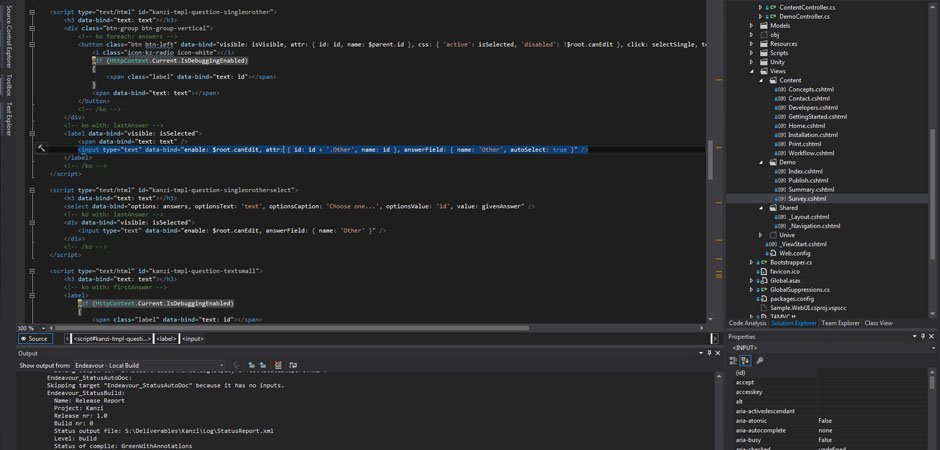 Source Control Explorer
Toolbox
Test Explorer
<script type="text/html" id="kanzi-tmpl-question-singleorother">
<h3 data-bind="text: text"></h3>
<div class="btn-group btn-group-vertical">
<!-- ko foreach: answers -->
<button class="btn btn-left" data-bind="visible: isVisible, attr: { id: id, name: $parent.id }, css: { 'active': isSelected, 'disabled': !$root.canEdit }, click: selectSingle, t
<i class="icon-kz-radio icon-white"></i>
@if (HttpContext.Current.IsDebuggingEnabled)
{
<span class="label" data-bind="text: id"></span>
}
<span data-bind="text: text"></span>
</button>
<!-- /ko -->
</div>
<!-- ko with: lastAnswer -->
<label data-bind="visible: isSelected">
<span data-bind="text: text" />
<input type="text" data-bind="enable: $root.canEdit, attr: { id: id + '.Other', name: id }, answerField: { name: 'Other', autoSelect: true }" />
</label>
<!-- /ko -->
</script>
<script type="text/html" id="kanzi-tmpl-question-singleorotherselect">
<h3 data-bind="text: text"></h3>
<select data-bind="options: answers, optionsText: 'text', optionsCaption: 'Choose one...', optionsValue: 'id', value: givenAnswer" />
<!-- ko with: lastAnswer -->
<div data-bind="visible: isSelected">
<input type="text" data-bind="enable: $root.canEdit, answerField: { name: 'Other' }" />
</div>
<!-- /ko -->
</script>
<script type="text/html" id="kanzi-tmpl-question-textsmall">
<h3 data-bind="text: text"></h3>
<!-- ko with: firstAnswer -->
<label>
@if (HttpContext.Current.IsDebuggingEnabled)
{
<span class="label" data-bind="text: id"></span>
100 %
Source
<script#kanzi-tmpl-question...> <label> <input>
Output
Show output from: Endeavour - Local Build
Endeavour_StatusAutoDoc:
Skipping target "Endeavour_StatusAutoDoc" because it has no inputs.
Endeavour_StatusBuild:
Name: Release Report
Project: Kanzi
Release nr: 1.0
Build nr: 0
Status output file: S:\Deliverables\Kanzi\Log\StatusReport.xml
Level: build
Status of compile: GreenWithAnnotations
C# ContentController.cs
C# DemoController.cs
Models
obj
Resources
Scripts
Unity
Views
Content
Concepts.cshtml
Contact.cshtml
Developers.cshtml
GettingStarted.cshtml
Home.cshtml
Installation.cshtml
Print.cshtml
Workflow.cshtml
Demo
Index.cshtml
Publish.cshtml
Summary.cshtml
Survey.cshtml
Shared
_Layout.cshtml
_Navigation.cshtml
Unive
_ViewStart.cshtml
Web.config
C# Bootstrapper.cs
favicon.ico
Global.asax
C# GlobalSuppressions.cs
packages.config
Sample.WebUI.csproj.vspscc
Code Analysis Solution Explorer Team Explorer Class View
Properties
<INPUT>
(id)
accept
accesskey
alt
aria-activedescendant
aria-atomic False
aria-autocomplete none
aria-busy False
aria-checked undefined